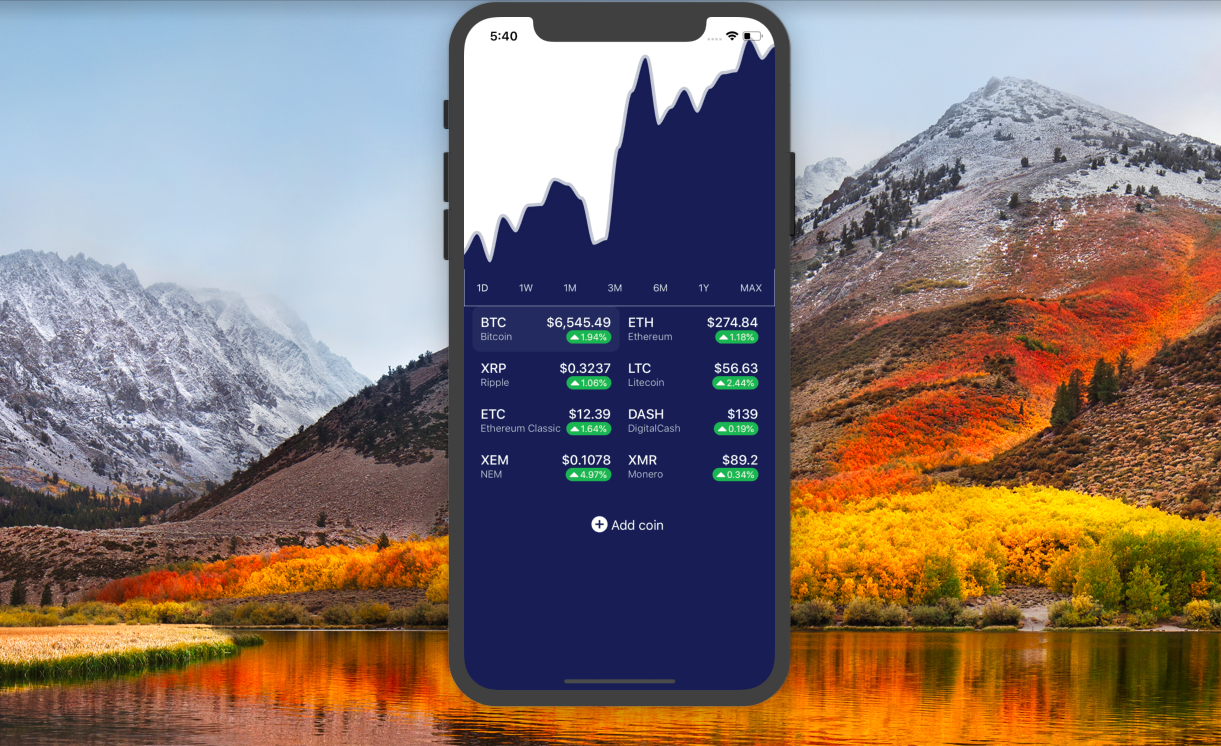 5:40
1D 1W 1M 3M 6M 1Y MAX
BTC $6,545.49 ETH $274.84
Bitcoin 1.94% Ethereum 1.18%
XRP $0.3237 LTC $56.63
Ripple 1.06% Litecoin 2.44%
ETC $12.39 DASH $139
Ethereum Classic 1.64% DigitalCash 0.19%
XEM $0.1078 XMR $89.2
NEM 4.97% Monero 0.34%
Add coin